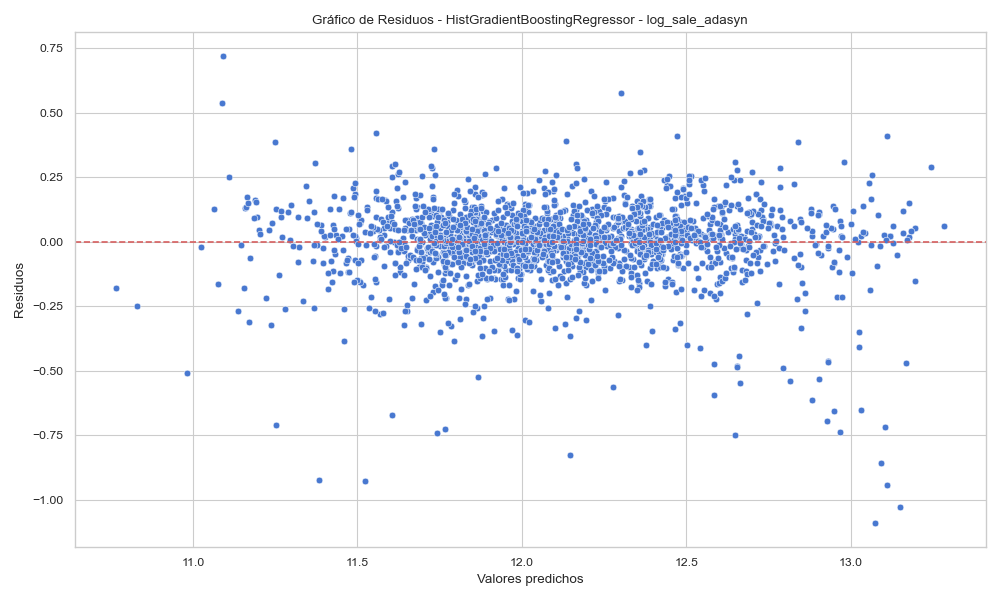 Gráfico de Residuos - HistGradientBoostingRegressor - log_sale_adasyn
0.75
0.50
0.25
0.00
−0.25
−0.50
−0.75
−1.00
Residuos
11.0 11.5 12.0 12.5 13.0
Valores predichos